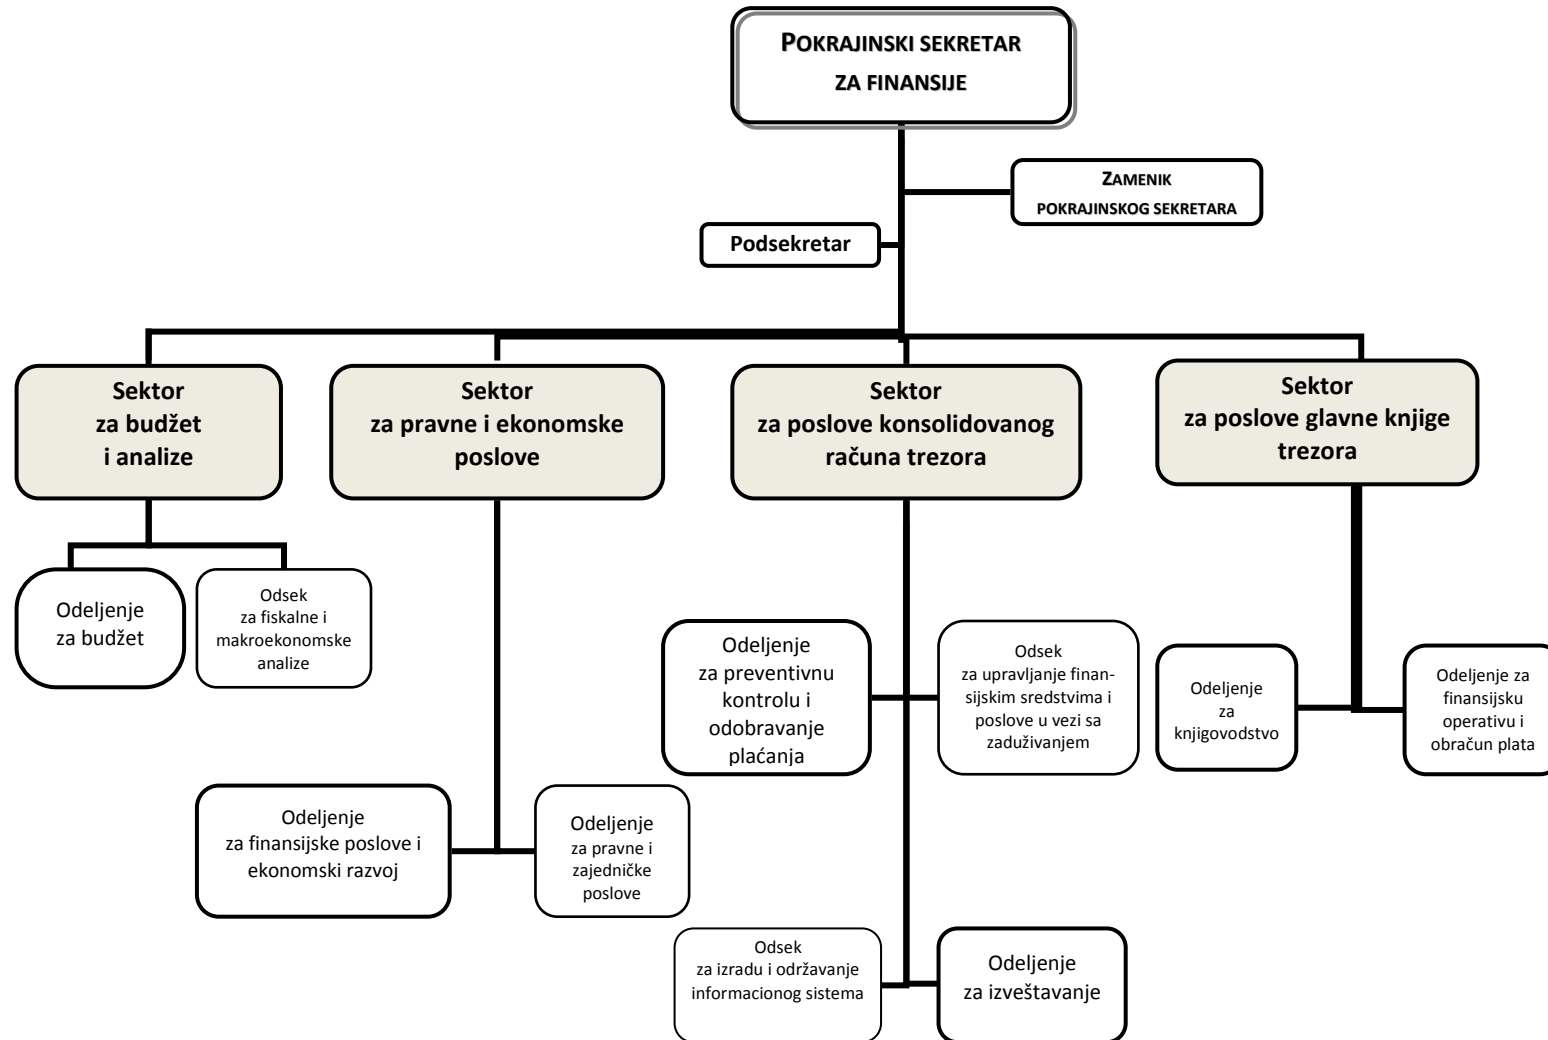 POKRAJINSKI SEKRETAR
ZA FINANSIJE
ZAMENIK
POKRAJINSKOG SEKRETARA
Podsekretar
Sektor
za budžet
i analize
Sektor
za pravne i ekonomske
poslove
Sektor
za poslove konsolidovanog
računa trezora
Sektor
za poslove glavne knjige
trezora
Odeljenje
za budžet
Odsek
za fiskalne i
makroekonomske
analize
Odeljenje
za preventivnu
kontrolu i
odobravanje
plaćanja
Odsek
za upravljanje finan-
sijskim sredstvima i
poslove u vezi sa
zaduživanjem
Odeljenje
za
knjigovodstvo
Odeljenje za
finansijsku
operativu i
obračun plata
Odeljenje
za finansijske poslove i
ekonomski razvoj
Odeljenje
za pravne i
zajedničke
poslove
Odsek
za izradu i održavanje
informacionog sistema
Odeljenje
za izveštavanje